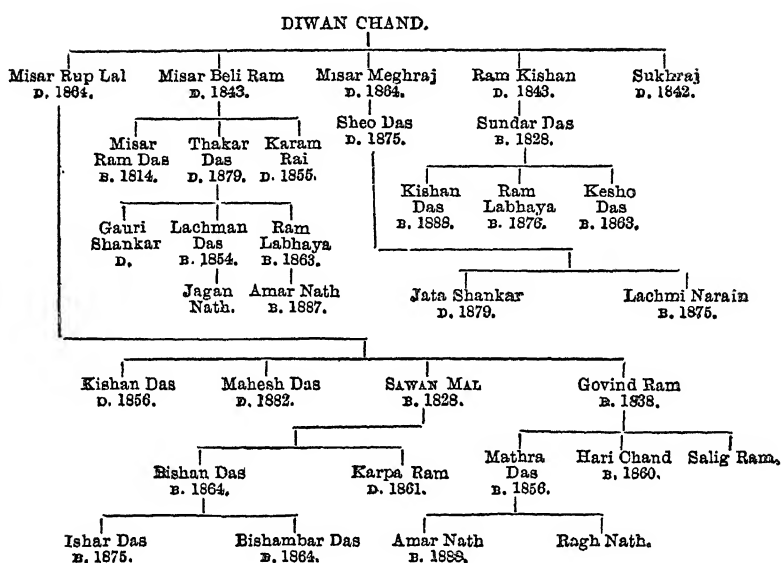 DIWAN CHAND.
Misar Rup Lal Misar Beli Ram Misar Meghraj Ram Kishan Sukhraj
D. 1864. D. 1843. D. 1864. D. 1843. D. 1842.
Sheo Das Sundar Das
D. 1875. B. 1828.
Misar Thakar Karam
Ram Das Das Rai
B. 1814. D. 1879. D. 1855.
Kishan Ram Kesho
Das Labhaya Das
B. 1888. B. 1876. B. 1863.
Gauri Lachman Ram
Shankar Das Labhaya
D. B. 1854. B. 1863.
Jagan Amar Nath
Nath. B. 1887.
Jata Shankar Lachmi Narain
D. 1879. B. 1875.
Kishan Das Mahesh Das SAWAN MAL Govind Ram
D. 1856. D. 1882. B. 1828. B. 1838.
Bishan Das Karpa Ram Mathra Hari Chand Salig Ram.
B. 1864. D. 1861. Das B. 1860.
B. 1856.
Ishar Das Bishambar Das Amar Nath Ragh Nath.
B. 1875. B. 1864. B. 1888.